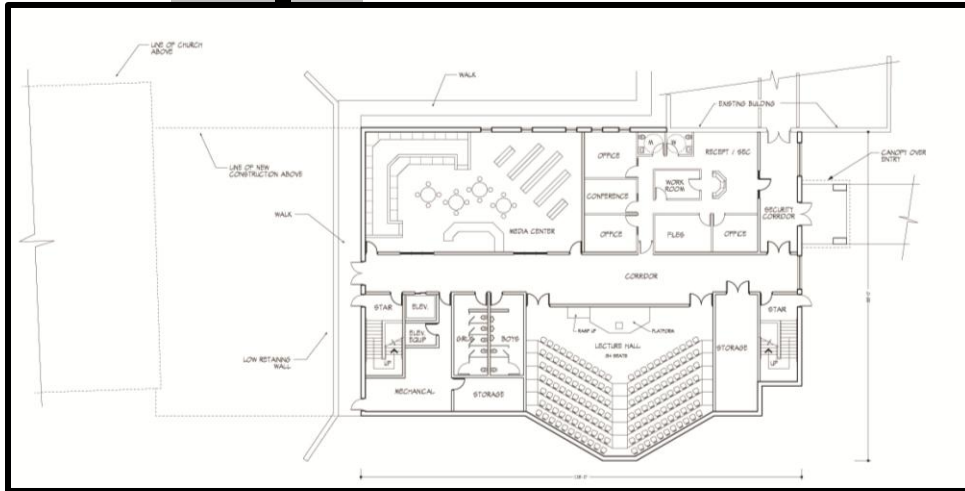 LINE OF CHURCH
ABOVE
WALK
EXISTING BUILDING
LINE OF NEW
CONSTRUCTION ABOVE
OFFICE
M
RECEPT / SEC
CANOPY OVER
ENTRY
WORK
ROOM
CONFERENCE
WALK
SECURITY
CORRIDOR
MEDIA CENTER
OFFICE
FILES
OFFICE
CORRIDOR
STAIR
ELEV.
ELEV.
EQUIP
GIRLS
BOYS
RAMP UP
PLATFORM
LECTURE HALL
SEATS
STORAGE
STAIR
UP
UP
LOW RETAINING
WALL
MECHANICAL
STORAGE